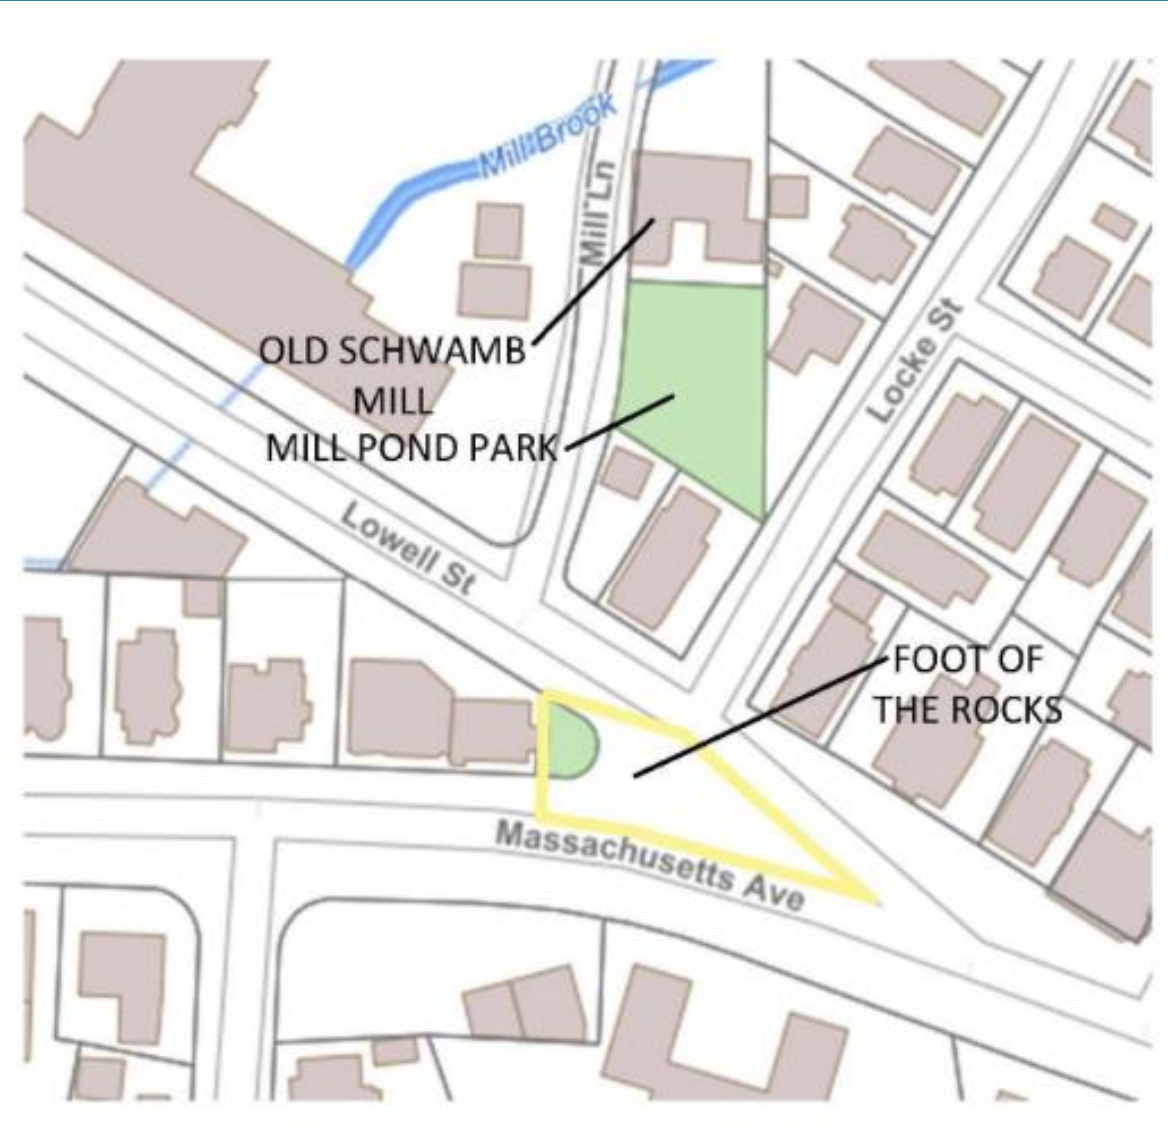 Mill Brook
Mill Ln
OLD SCHWAMB
MILL
MILL POND PARK
Locke St
Lowell St
FOOT OF
THE ROCKS
Massachusetts Ave